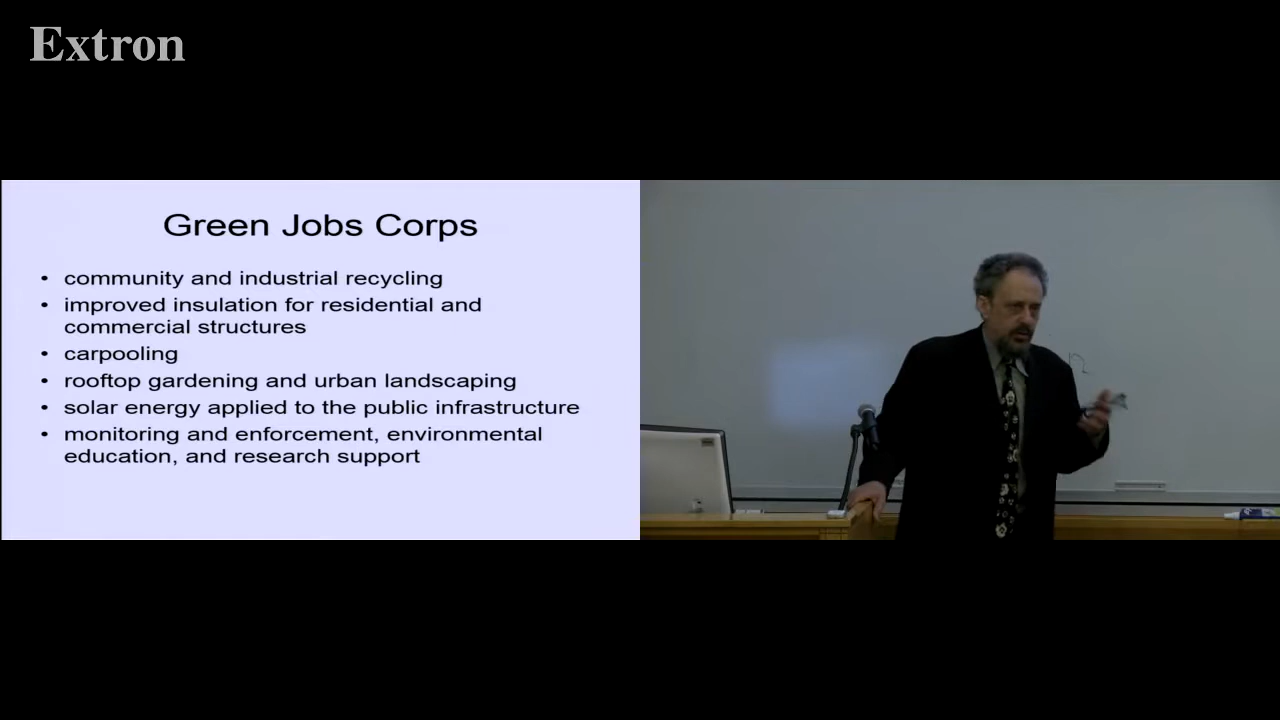 Extron
Green Jobs Corps
• community and industrial recycling
• improved insulation for residential and
commercial structures
• carpooling
• rooftop gardening and urban landscaping
• solar energy applied to the public infrastructure
• monitoring and enforcement, environmental
education, and research support
n